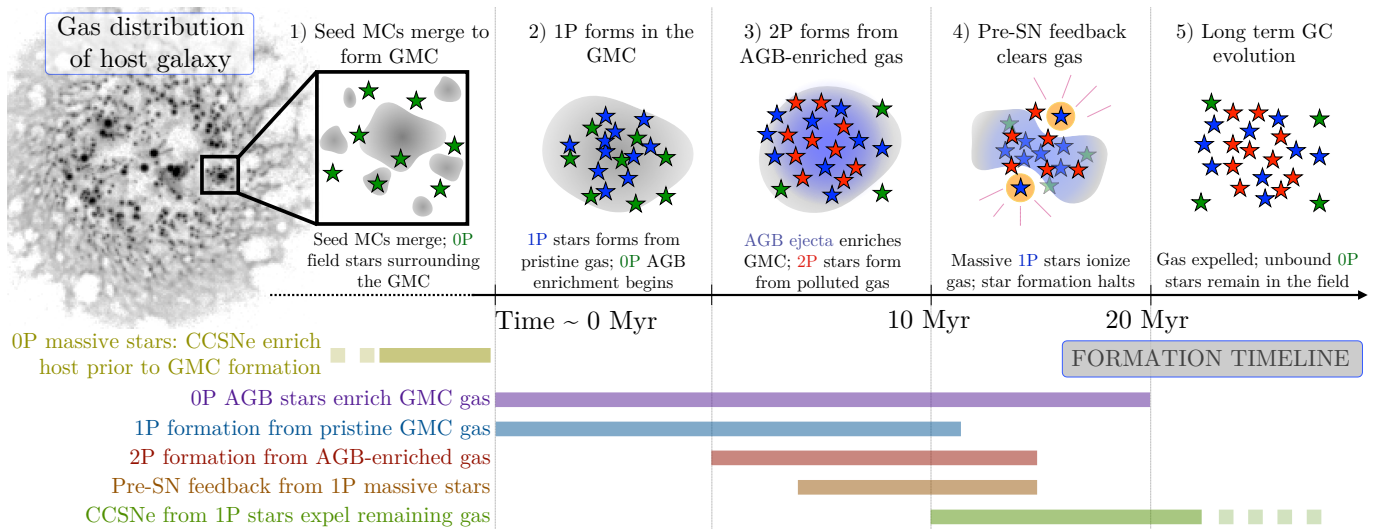 Gas distribution
of host galaxy
1) Seed MCs merge to
form GMC
Seed MCs merge; 0P
field stars surrounding
the GMC
2) 1P forms in the
GMC
1P stars forms from
pristine gas; 0P AGB
enrichment begins
3) 2P forms from
AGB-enriched gas
AGB ejecta enriches
GMC; 2P stars form
from polluted gas
4) Pre-SN feedback
clears gas
Massive 1P stars ionize
gas; star formation halts
5) Long term GC
evolution
Gas expelled; unbound 0P
stars remain in the field
Time ~ 0 Myr
10 Myr
20 Myr
FORMATION TIMELINE
0P massive stars: CCSNe enrich
host prior to GMC formation
0P AGB stars enrich GMC gas
1P formation from pristine GMC gas
2P formation from AGB-enriched gas
Pre-SN feedback from 1P massive stars
CCSNe from 1P stars expel remaining gas